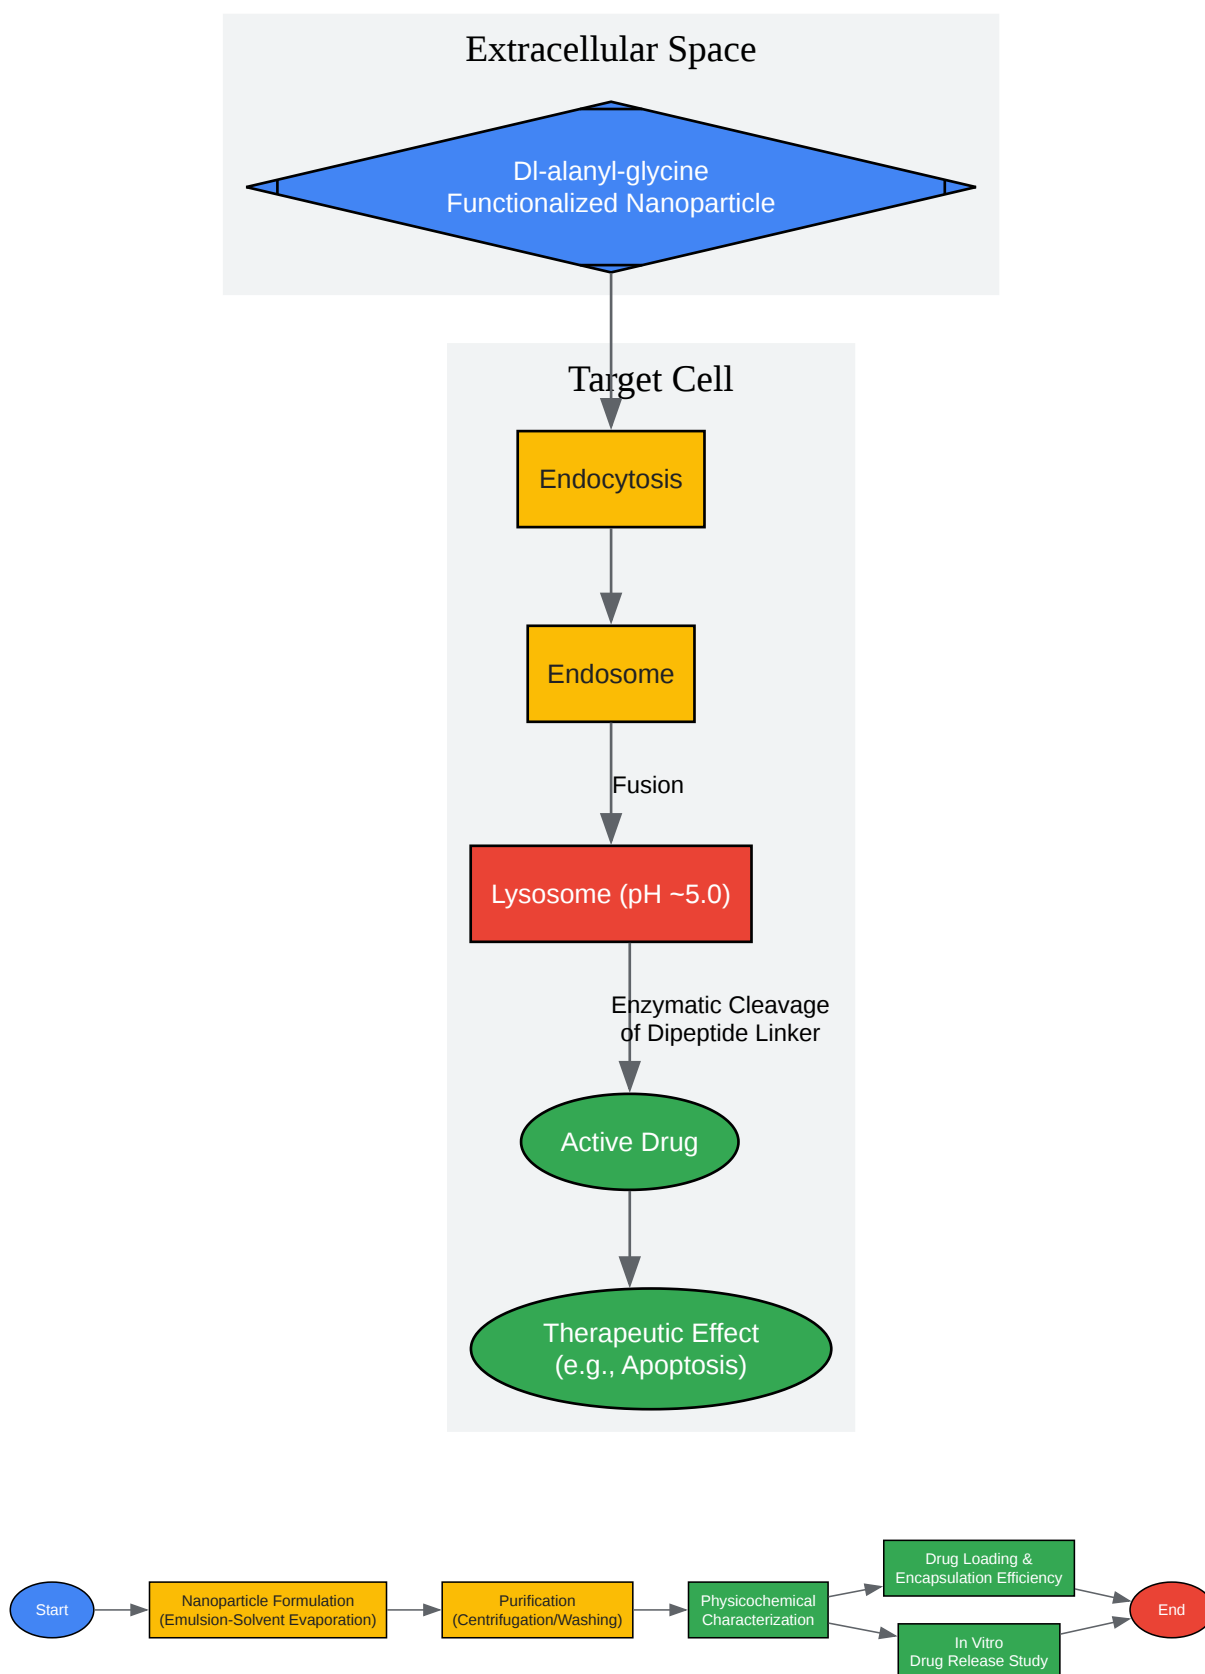 Extracellular Space
Dl-alanyl-glycine
Functionalized Nanoparticle
Target Cell
Endocytosis
Endosome
Fusion
Lysosome (pH ~5.0)
Enzymatic Cleavage
of Dipeptide Linker
Active Drug
Therapeutic Effect
(e.g., Apoptosis)
Start
Nanoparticle Formulation
(Emulsion-Solvent Evaporation)
Purification
(Centrifugation/Washing)
Physicochemical
Characterization
Drug Loading &
Encapsulation Efficiency
In Vitro
Drug Release Study
End